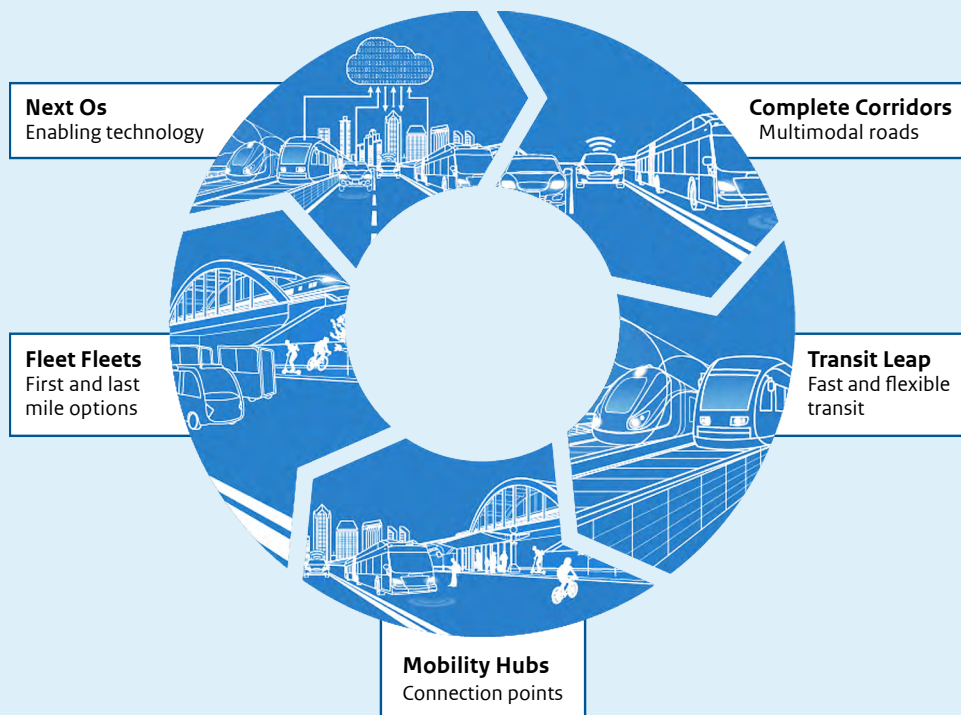 Next Os
Enabling technology
Complete Corridors
Multimodal roads
Fleet Fleets
First and last
mile options
Transit Leap
Fast and flexible
transit
Mobility Hubs
Connection points